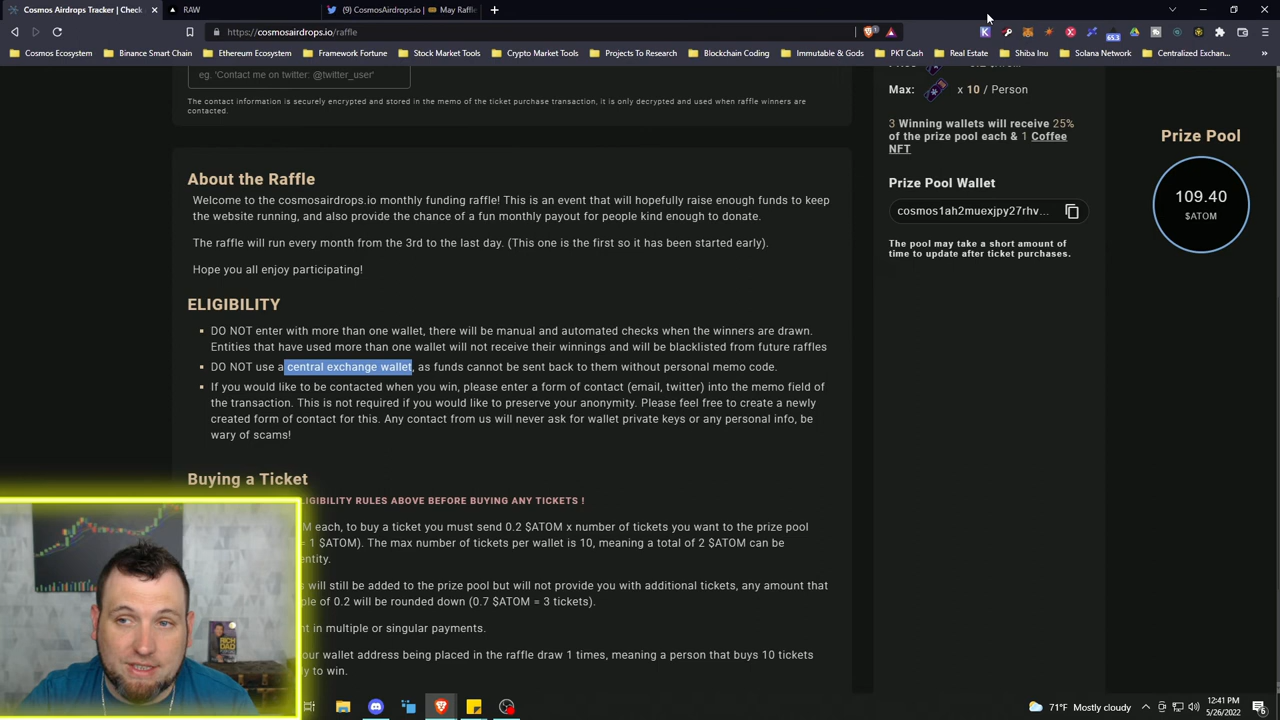 Cosmos Airdrops Tracker | Check
RAW
(9) CosmosAirdrops.io | May Raffle
https://cosmosairdrops.io/raffle
Cosmos Ecosystem
Binance Smart Chain
Ethereum Ecosystem
Framework Fortune
Stock Market Tools
Crypto Market Tools
Projects To Research
Blockchain Coding
Immutable & Gods
PKT Cash
Real Estate
Shiba Inu
Solana Network
Centralized Exchan...
eg. 'Contact me on twitter: @twitter_user'
The contact information is securely encrypted and stored in the memo of the ticket purchase transaction, it is only decrypted and used when raffle winners are
contacted.
Max: x 10 / Person
3 Winning wallets will receive 25%
of the prize pool each & 1 Coffee
NFT
Prize Pool Wallet
cosmos1ah2muexjpy27rhv...
The pool may take a short amount of
time to update after ticket purchases.
Prize Pool
109.40
$ATOM
About the Raffle
Welcome to the cosmosairdrops.io monthly funding raffle! This is an event that will hopefully raise enough funds to keep
the website running, and also provide the chance of a fun monthly payout for people kind enough to donate.
The raffle will run every month from the 3rd to the last day. (This one is the first so it has been started early).
Hope you all enjoy participating!
ELIGIBILITY
DO NOT enter with more than one wallet, there will be manual and automated checks when the winners are drawn.
Entities that have used more than one wallet will not receive their winnings and will be blacklisted from future raffles
DO NOT use a central exchange wallet, as funds cannot be sent back to them without personal memo code.
If you would like to be contacted when you win, please enter a form of contact (email, twitter) into the memo field of
the transaction. This is not required if you would like to preserve your anonymity. Please feel free to create a newly
created form of contact for this. Any contact from us will never ask for wallet private keys or any personal info, be
wary of scams!
Buying a Ticket
IGIBILITY RULES ABOVE BEFORE BUYING ANY TICKETS !
M each, to buy a ticket you must send 0.2 $ATOM x number of tickets you want to the prize pool
= 1 $ATOM). The max number of tickets per wallet is 10, meaning a total of 2 $ATOM can be
entity.
s will still be added to the prize pool but will not provide you with additional tickets, any amount that
ple of 0.2 will be rounded down (0.7 $ATOM = 3 tickets).
nt in multiple or singular payments.
our wallet address being placed in the raffle draw 1 times, meaning a person that buys 10 tickets
ly to win.
RICH
DAD
71°F Mostly cloudy
12:41 PM
5/26/2022